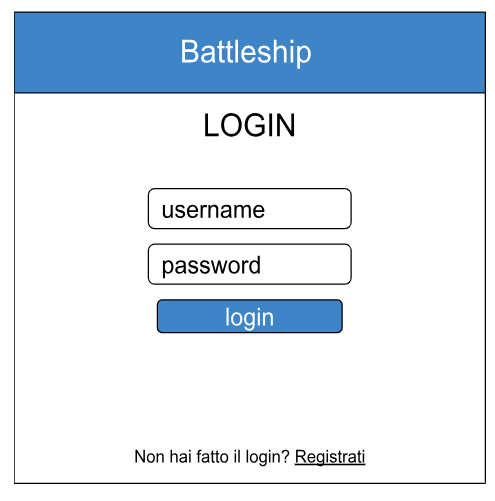 Battleship
LOGIN
username
password
login
Non hai fatto il login? Registrati